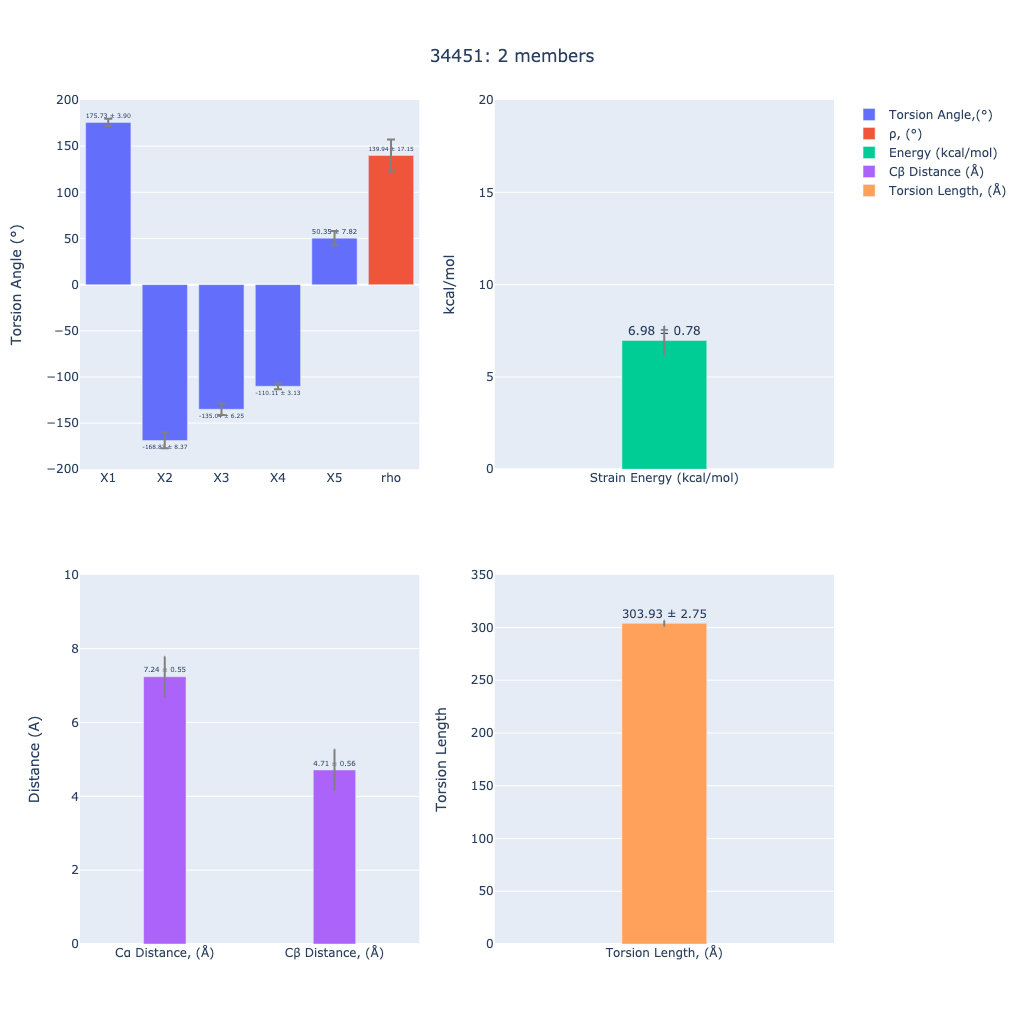 34451: 2 members
Torsion Angle (°)
200
150
100
50
0
−50
−100
−150
−200
175.73 ± 3.90
± 8.37
± 6.25
-110.11 ± 3.13
50.35 ± 7.82
139.94 ± 17.15
X1
X2
X3
X4
X5
rho
kcal/mol
20
15
10
5
0
6.98 ± 0.78
Strain Energy (kcal/mol)
Torsion Angle,(°)
ρ, (°)
Energy (kcal/mol)
Cβ Distance (Å)
Torsion Length, (Å)
Distance (A)
10
8
6
4
2
0
7.24 ± 0.55
4.71 ± 0.56
Cα Distance, (Å)
Cβ Distance, (Å)
Torsion Length
350
300
250
200
150
100
50
0
303.93 ± 2.75
Torsion Length, (Å)